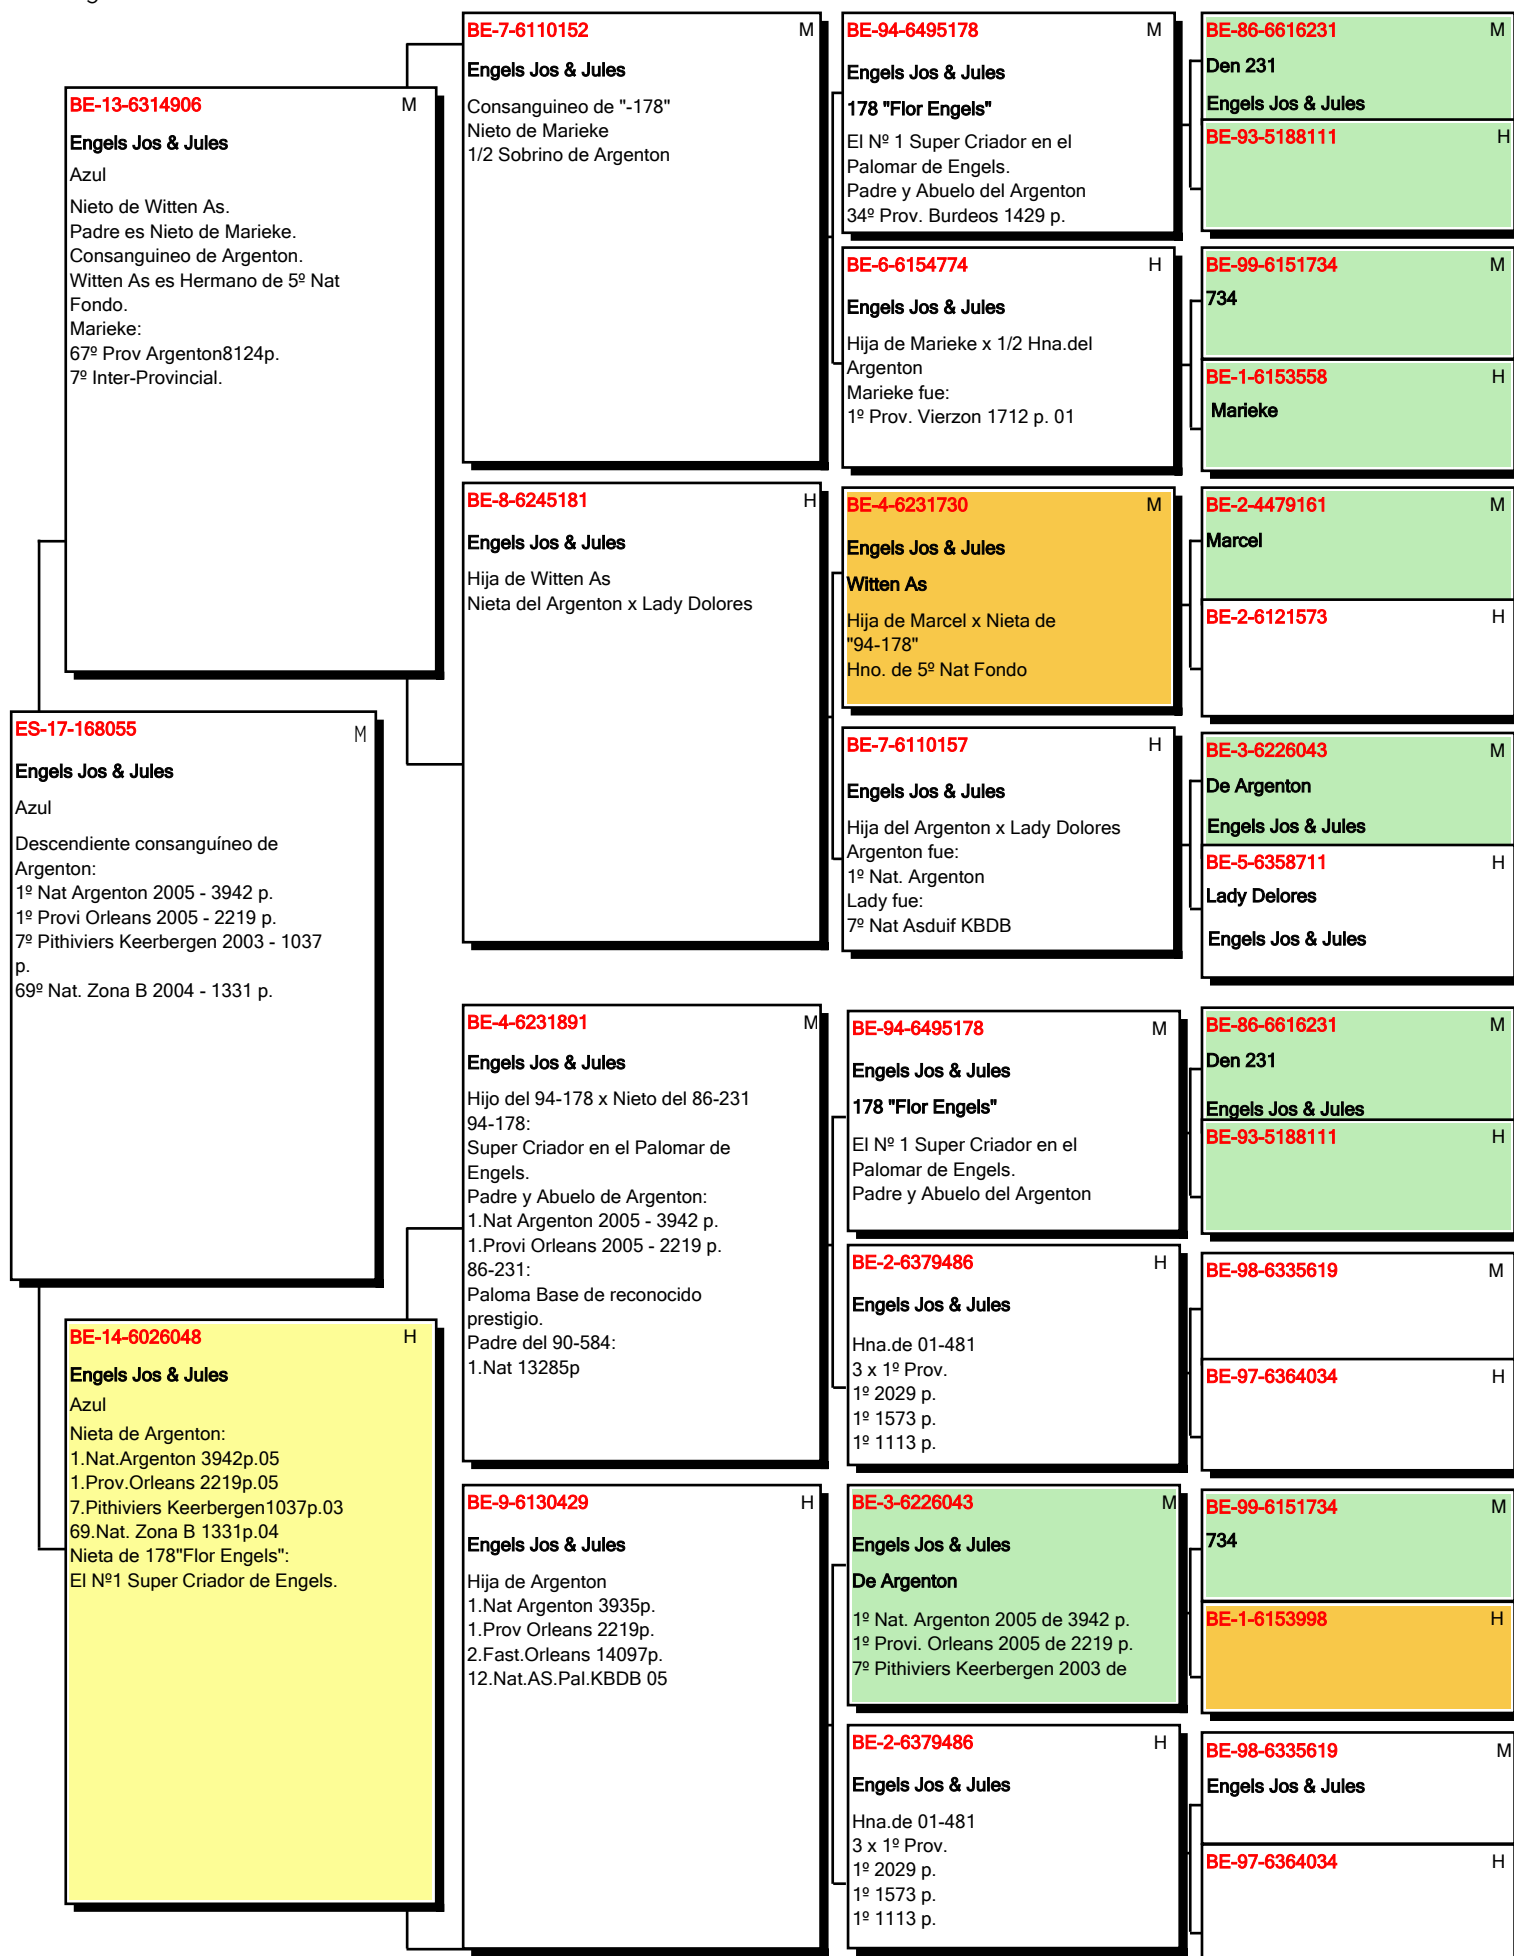 BE-13-6314906 M
Engels Jos & Jules
Azul
Nieto de Witten As.
Padre es Nieto de Marieke.
Consanguineo de Argenton.
Witten As es Hermano de 5º Nat
Fondo.
Marieke:
67º Prov Argenton8124p.
7º Inter-Provincial.
ES-17-168055 M
Engels Jos & Jules
Azul
Descendiente consanguíneo de
Argenton:
1º Nat Argenton 2005 - 3942 p.
1º Provi Orleans 2005 - 2219 p.
7º Pithiviers Keerbergen 2003 - 1037
p.
69º Nat. Zona B 2004 - 1331 p.
BE-14-6026048 H
Engels Jos & Jules
Azul
Nieta de Argenton:
1.Nat.Argenton 3942p.05
1.Prov.Orleans 2219p.05
7.Pithiviers Keerbergen1037p.03
69.Nat. Zona B 1331p.04
Nieta de 178"Flor Engels":
El Nº1 Super Criador de Engels.
BE-7-6110152 M
Engels Jos & Jules
Consanguineo de "-178"
Nieto de Marieke
1/2 Sobrino de Argenton
BE-8-6245181 H
Engels Jos & Jules
Hija de Witten As
Nieta del Argenton x Lady Dolores
BE-4-6231891 M
Engels Jos & Jules
Hijo del 94-178 x Nieto del 86-231
94-178:
Super Criador en el Palomar de
Engels.
Padre y Abuelo de Argenton:
1.Nat Argenton 2005 - 3942 p.
1.Provi Orleans 2005 - 2219 p.
86-231:
Paloma Base de reconocido
prestigio.
Padre del 90-584:
1.Nat 13285p
BE-9-6130429 H
Engels Jos & Jules
Hija de Argenton
1.Nat Argenton 3935p.
1.Prov Orleans 2219p.
2.Fast.Orleans 14097p.
12.Nat.AS.Pal.KBDB 05
BE-94-6495178 M
Engels Jos & Jules
178 "Flor Engels"
El Nº 1 Super Criador en el
Palomar de Engels.
Padre y Abuelo del Argenton
34º Prov. Burdeos 1429 p.
BE-6-6154774 H
Engels Jos & Jules
Hija de Marieke x 1/2 Hna.del
Argenton
Marieke fue:
1º Prov. Vierzon 1712 p. 01
BE-4-6231730 M
Engels Jos & Jules
Witten As
Hija de Marcel x Nieta de
"94-178"
Hno. de 5º Nat Fondo
BE-7-6110157 H
Engels Jos & Jules
Hija del Argenton x Lady Dolores
Argenton fue:
1º Nat. Argenton
Lady fue:
7º Nat Asduif KBDB
BE-94-6495178 M
Engels Jos & Jules
178 "Flor Engels"
El Nº 1 Super Criador en el
Palomar de Engels.
Padre y Abuelo del Argenton
BE-2-6379486 H
Engels Jos & Jules
Hna.de 01-481
3 x 1º Prov.
1º 2029 p.
1º 1573 p.
1º 1113 p.
BE-3-6226043 M
Engels Jos & Jules
De Argenton
1º Nat. Argenton 2005 de 3942 p.
1º Provi. Orleans 2005 de 2219 p.
7º Pithiviers Keerbergen 2003 de
BE-2-6379486 H
Engels Jos & Jules
Hna.de 01-481
3 x 1º Prov.
1º 2029 p.
1º 1573 p.
1º 1113 p.
BE-86-6616231 M
Den 231
Engels Jos & Jules
BE-93-5188111 H
BE-99-6151734 M
734
BE-1-6153558 H
Marieke
BE-2-4479161 M
Marcel
BE-2-6121573 H
BE-3-6226043 M
De Argenton
Engels Jos & Jules
BE-5-6358711 H
Lady Delores
Engels Jos & Jules
BE-86-6616231 M
Den 231
Engels Jos & Jules
BE-93-5188111 H
BE-98-6335619 M
BE-97-6364034 H
BE-99-6151734 M
734
BE-1-6153998 H
BE-98-6335619 M
Engels Jos & Jules
BE-97-6364034 H